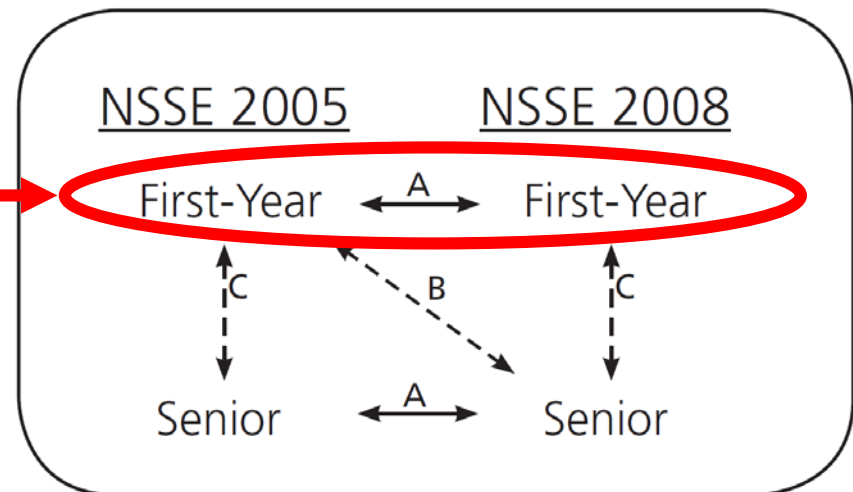 NSSE 2005 NSSE 2008
First-Year A First-Year
C B C
Senior A Senior